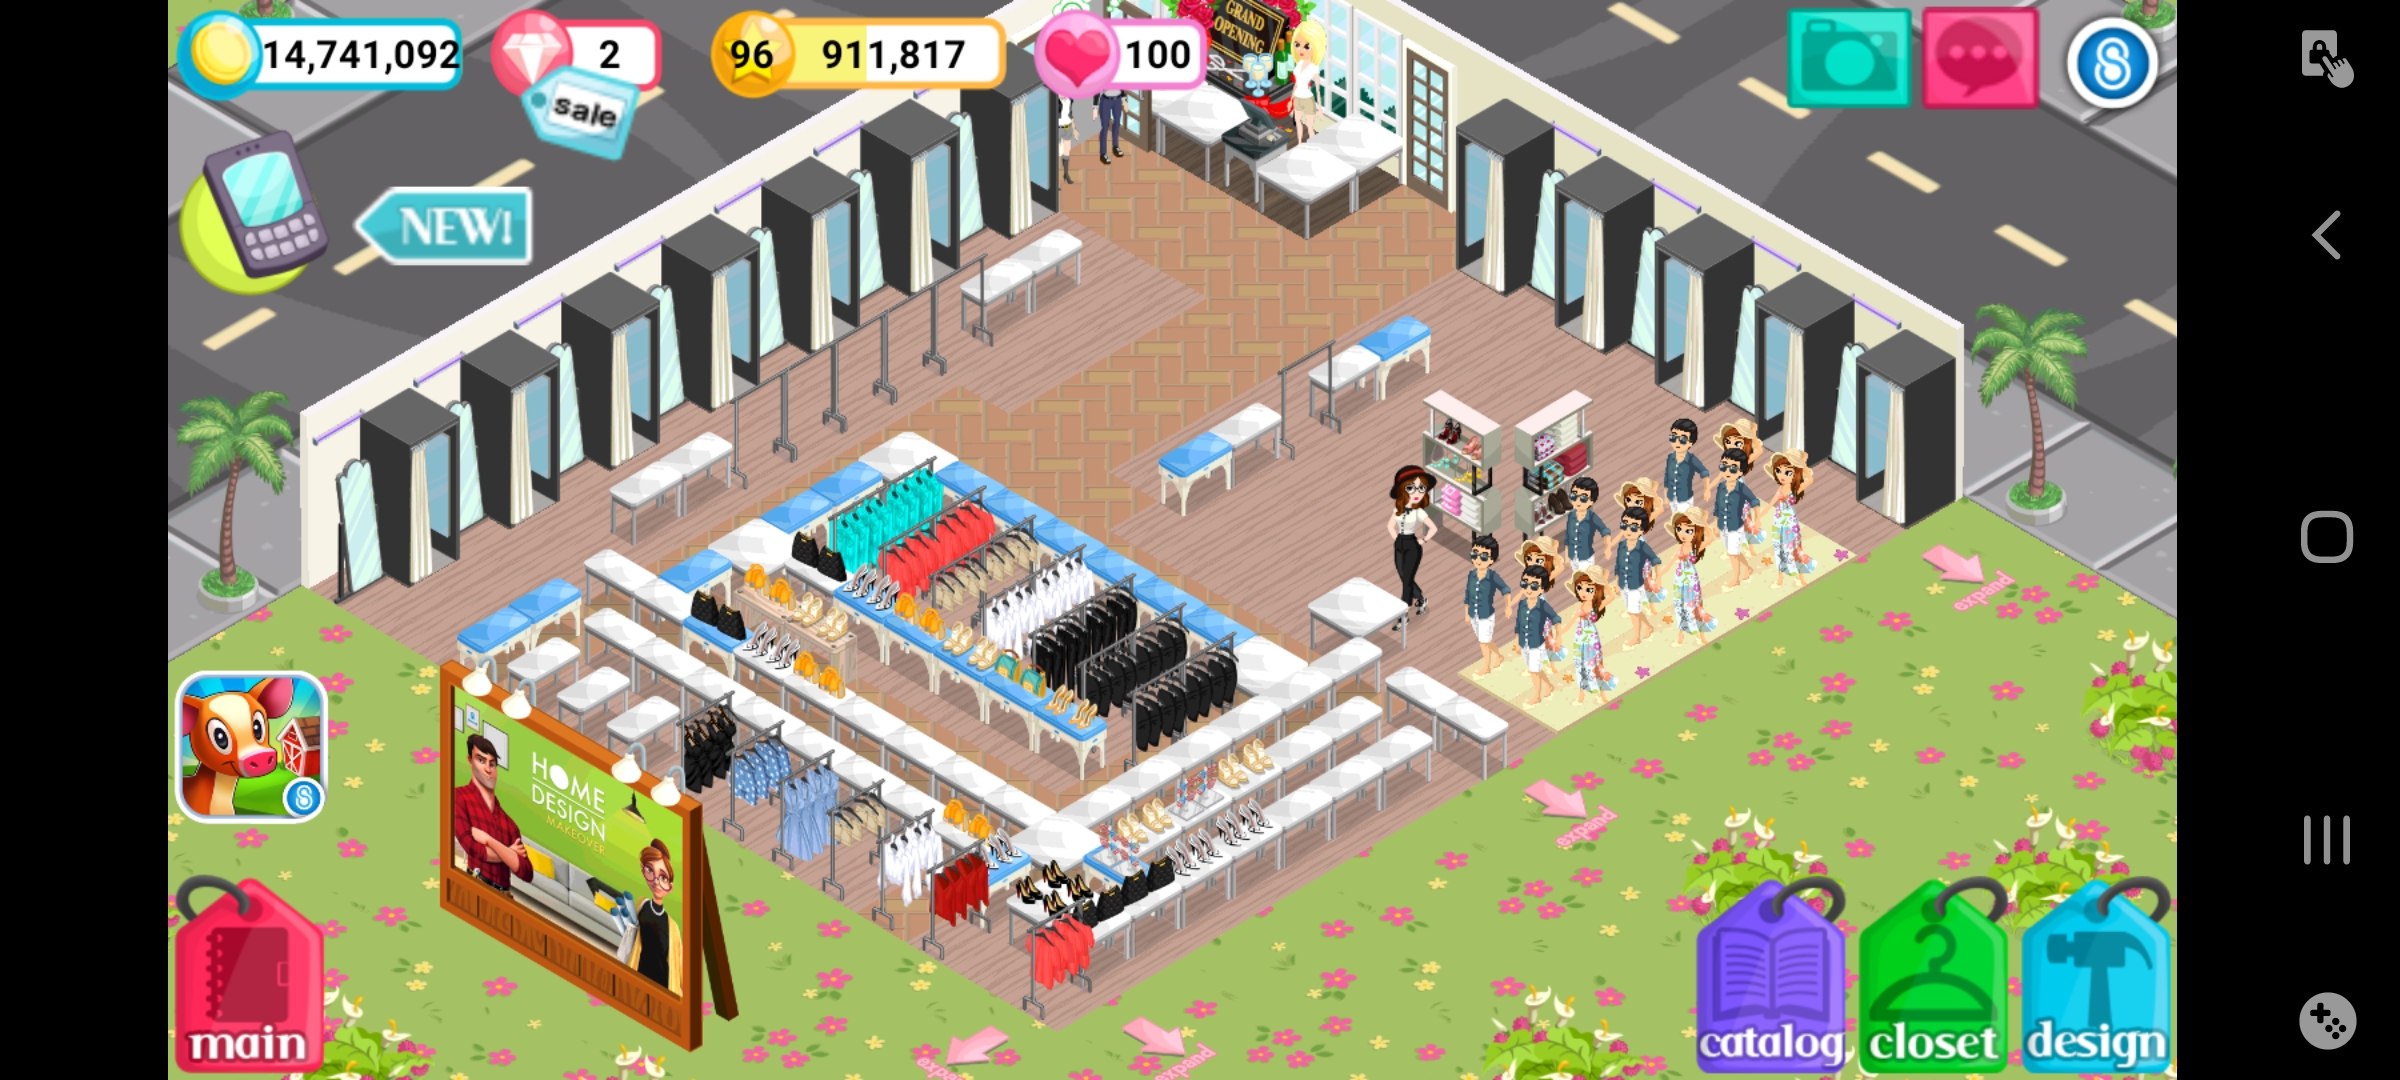 14,741,092
2
96
911,817
100
sale
GRAND
OPENING
NEW!
HOME
DESIGN
MAKEOVER
expand
expand
expand
expand
main
catalog
closet
design